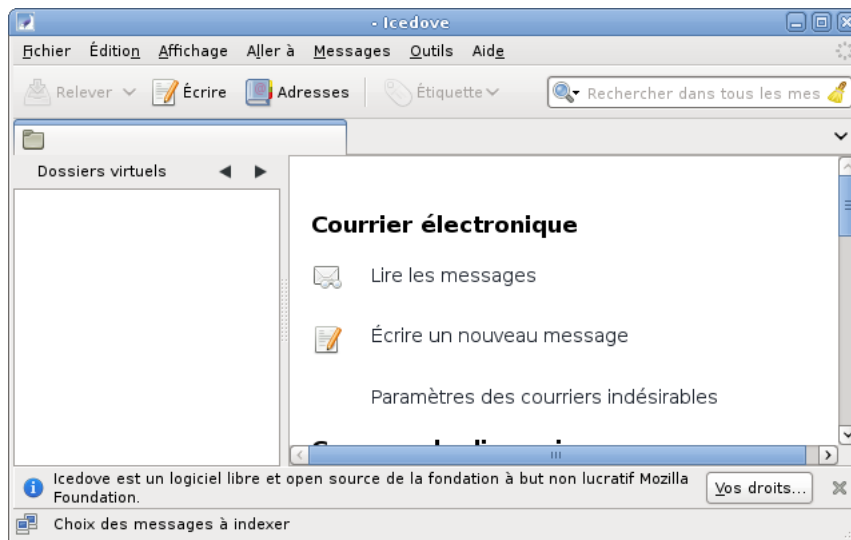 - Icedove
Fichier Édition Affichage Aller à Messages Outils Aide
Relever Écrire Adresses Étiquette Rechercher dans tous les mes
Dossiers virtuels
Courrier électronique
Lire les messages
Écrire un nouveau message
Paramètres des courriers indésirables
Icedove est un logiciel libre et open source de la fondation à but non lucratif Mozilla
Foundation.
Vos droits...
Choix des messages à indexer